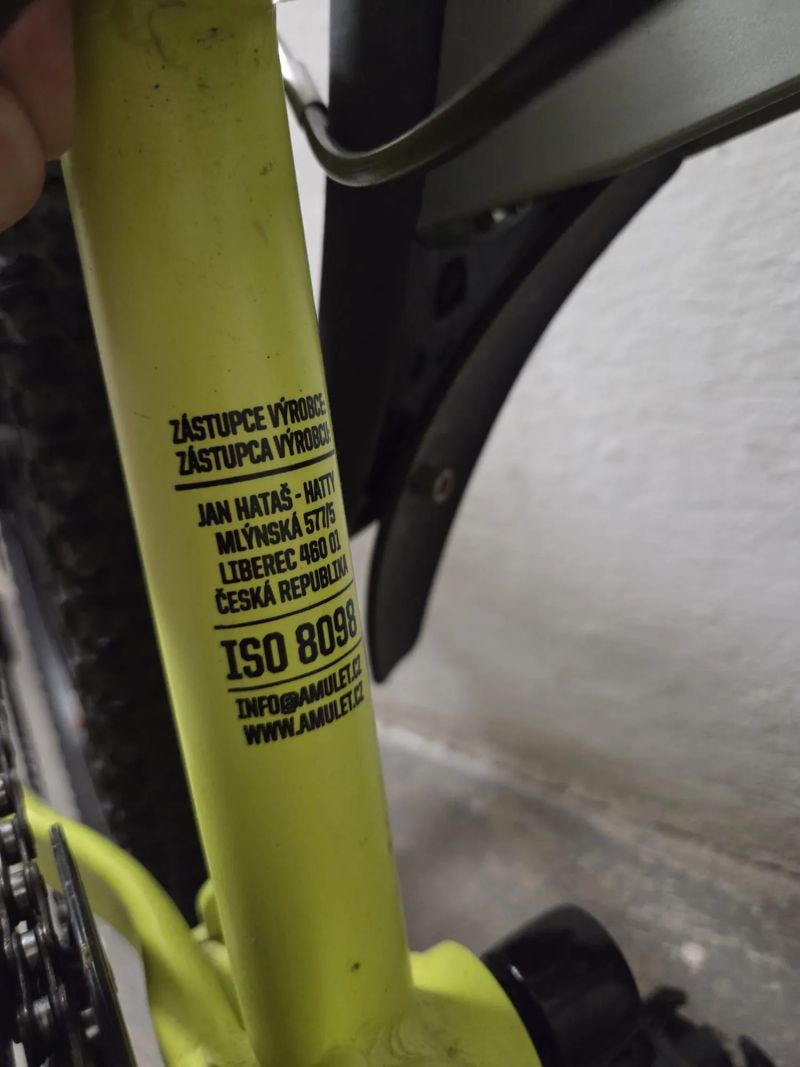 ZÁSTUPCE VÝROBCE:
ZÁSTUPCA VÝROBCU:
JAN HATAŠ - HATTY
MLÝNSKÁ 577/5
LIBEREC 460 01
ČESKÁ REPUBLIKA
ISO 8098
INFO@AMULET.CZ
WWW.AMULET.CZ